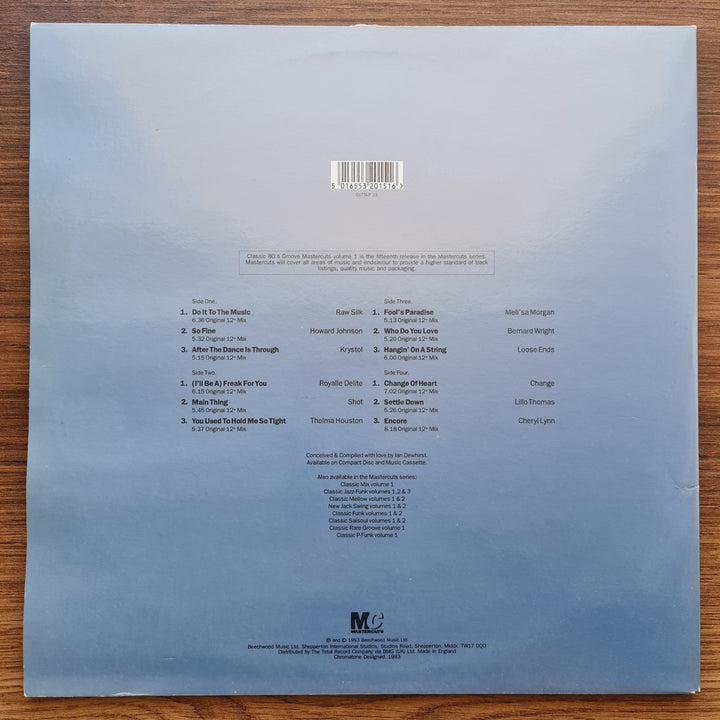 5 016553 201516
CUTSLP 15
Classic 80's Groove Mastercuts volume 1 is the fifteenth release in the Mastercuts series.
Mastercuts will cover all areas of music and endeavour to provide a higher standard of track
listings, quality music and packaging.
Side One.
1. Do It To The Music Raw Silk
6.36 Original 12" Mix
2. So Fine Howard Johnson
5.32 Original 12" Mix
3. After The Dance Is Through Krystol
5.15 Original 12" Mix
Side Two.
1. (I'll Be A) Freak For You Royalle Delite
6.15 Original 12" Mix
2. Main Thing Shot
5.45 Original 12" Mix
3. You Used To Hold Me So Tight Thelma Houston
5.37 Original 12" Mix
Side Three.
1. Fool's Paradise Meli'sa Morgan
5.13 Original 12" Mix
2. Who Do You Love Bernard Wright
5.20 Original 12" Mix
3. Hangin' On A String Loose Ends
6.00 Original 12" Mix
Side Four.
1. Change Of Heart Change
7.02 Original 12" Mix
2. Settle Down Lillo Thomas
5.26 Original 12" Mix
3. Encore Cheryl Lynn
8.18 Original 12" Mix
Conceived & Compiled with love by Ian Dewhirst.
Available on Compact Disc and Music Cassette.
Also available in the Mastercuts series:
Classic Mix volume 1
Classic Jazz-Funk volumes 1, 2 & 3
Classic Mellow volumes 1 & 2
New Jack Swing volumes 1 & 2
Classic Funk volumes 1 & 2
Classic Salsoul volumes 1 & 2
Classic Rare Groove volume 1
Classic P-Funk volume 1
MC
MASTERCUTS
℗ and © 1993 Beechwood Music Ltd.
Beechwood Music Ltd. Shepperton International Studios, Studios Road, Shepperton, Middx. TW17 0QD
Distributed by The Total Record Company via BMG (UK) Ltd. Made in England
Chromatone Designed. 1993